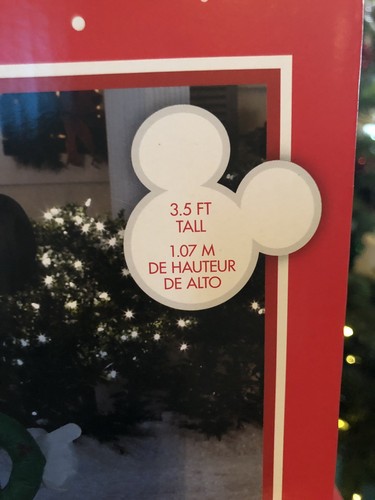 3.5 FT
TALL
1.07 M
DE HAUTEUR
DE ALTO